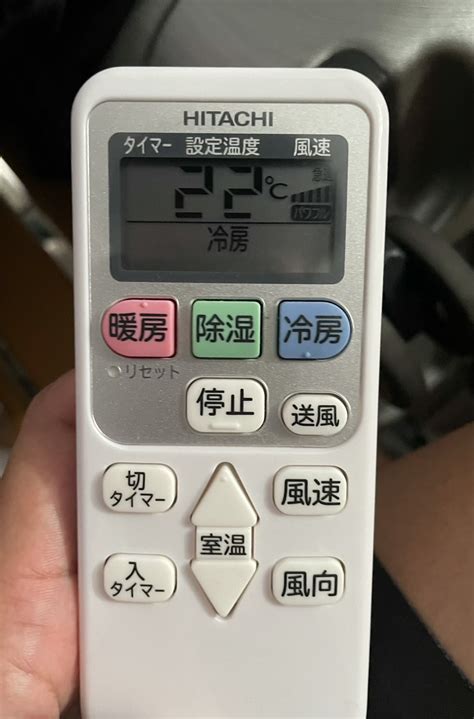 HITACHI
タイマー 設定温度 風速
22℃
パワフル
冷房
暖房 除湿 冷房
リセット
停止 送風
切タイマー
風速
室温
入タイマー
風向